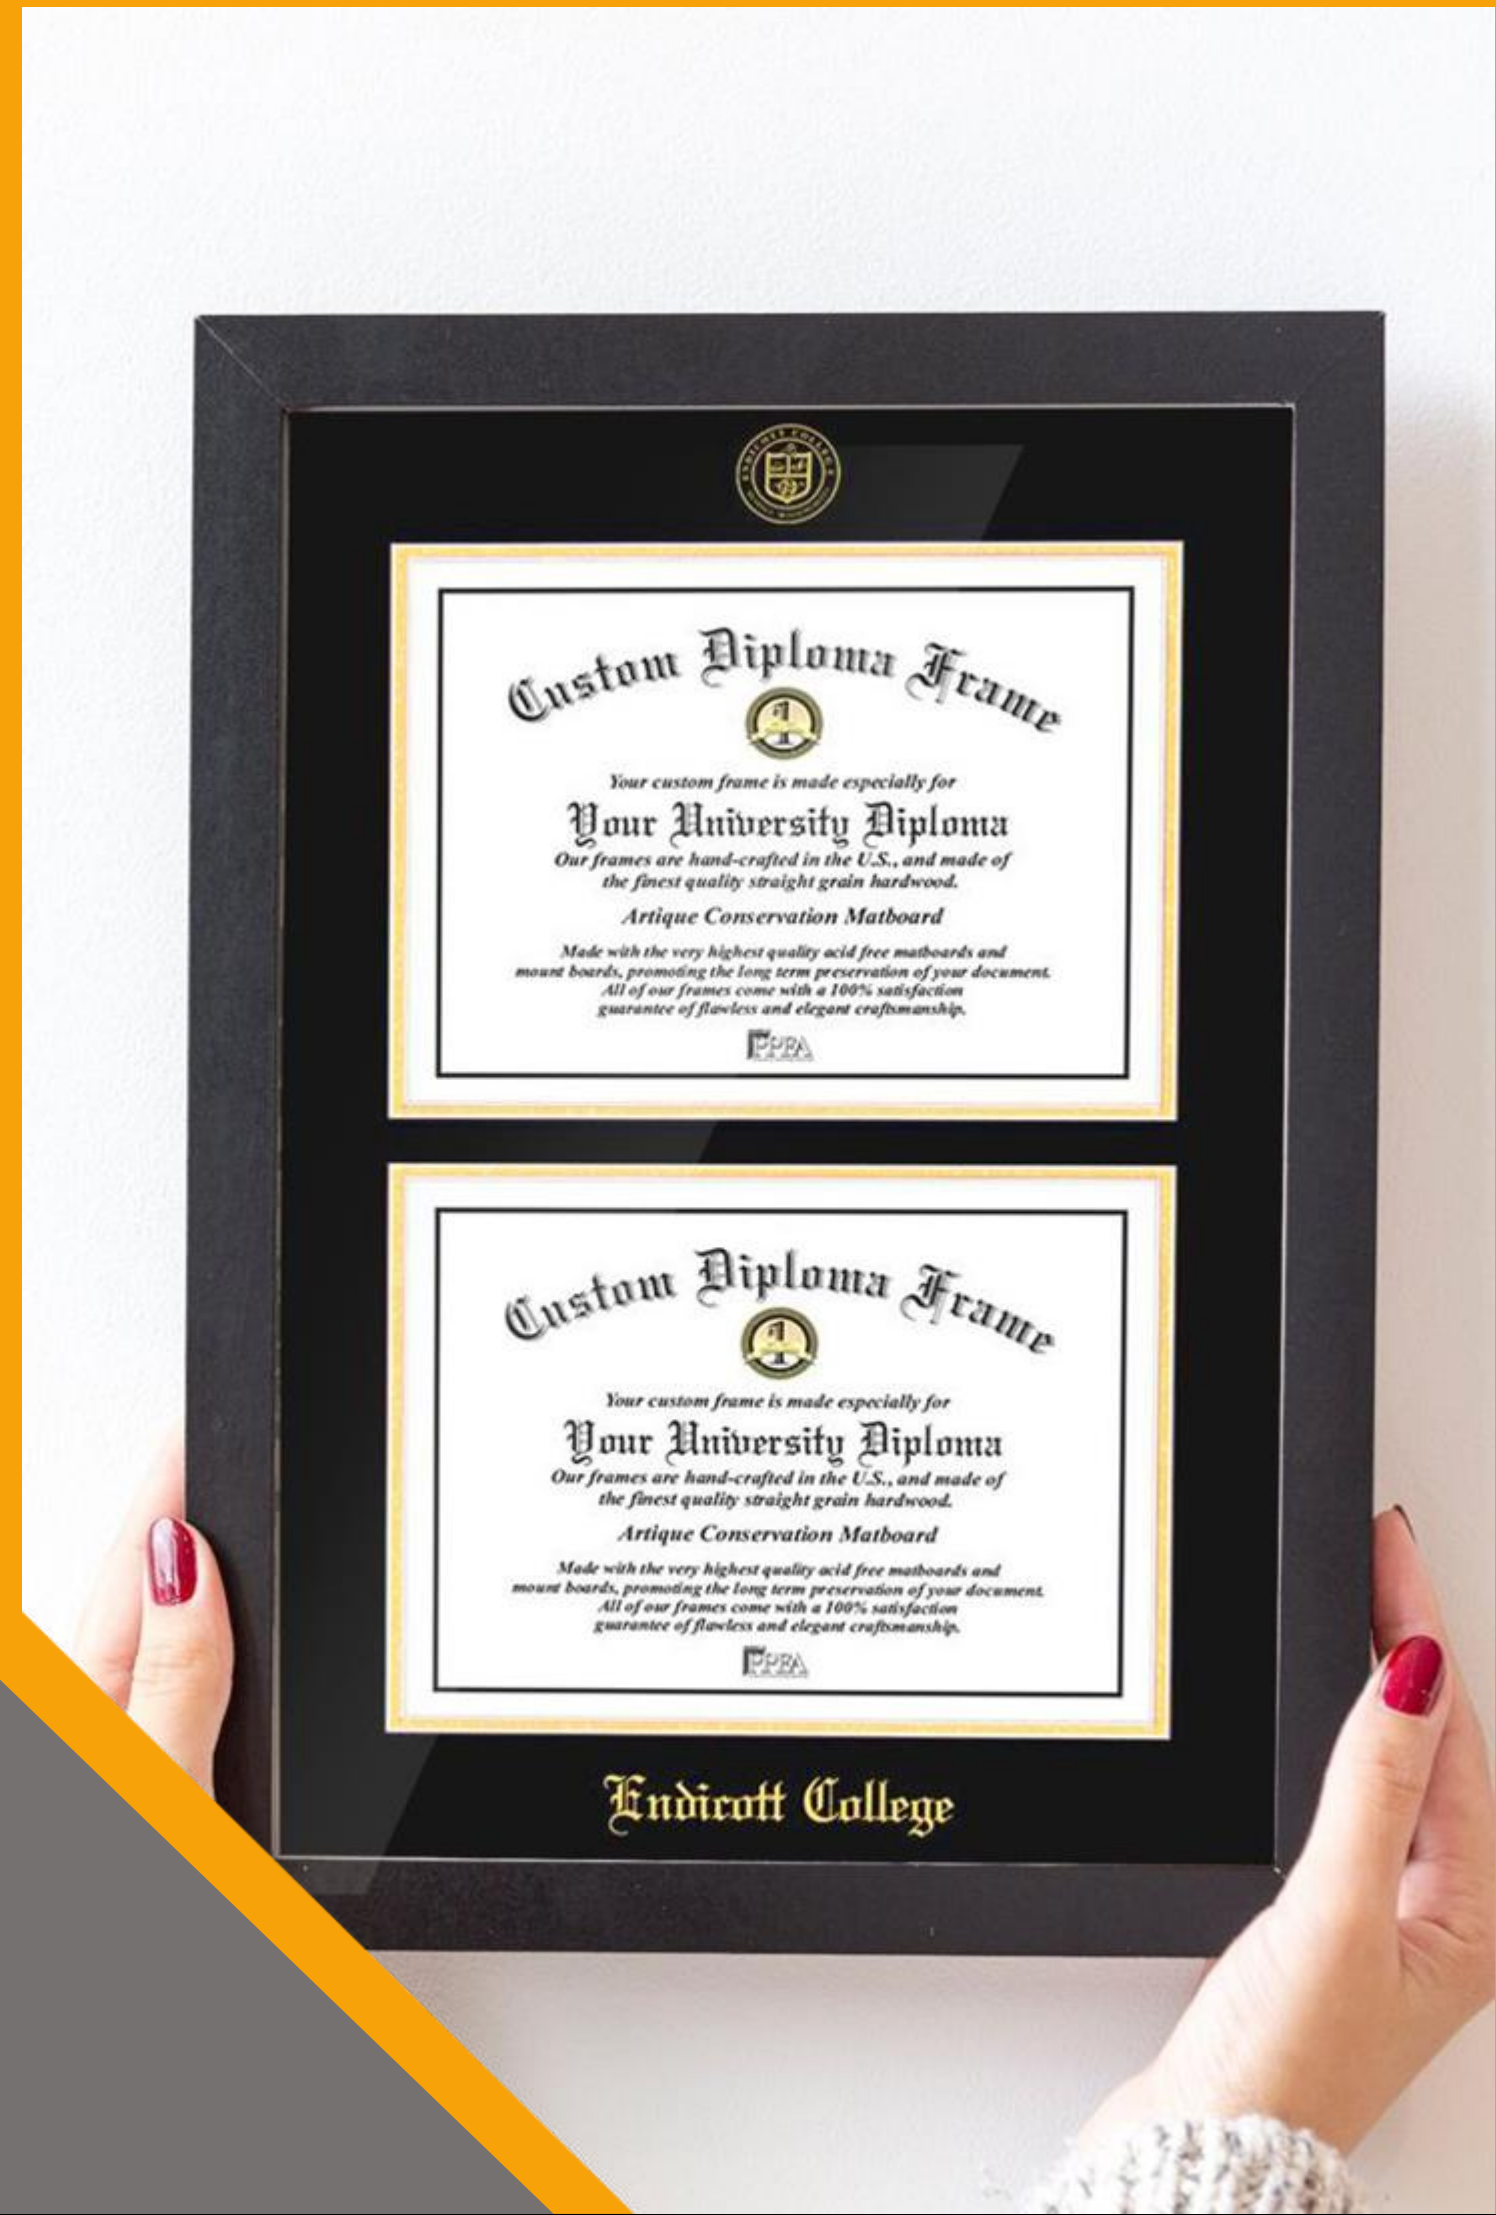 ENDICOTT COLLEGE
Custom Diploma Frame
Your custom frame is made especially for
Your University Diploma
Our frames are hand-crafted in the U.S., and made of
the finest quality straight grain hardwood.
Artique Conservation Matboard
Made with the very highest quality acid free matboards and
mount boards, promoting the long term preservation of your document.
All of our frames come with a 100% satisfaction
guarantee of flawless and elegant craftsmanship.
PPFA
Custom Diploma Frame
Your custom frame is made especially for
Your University Diploma
Our frames are hand-crafted in the U.S., and made of
the finest quality straight grain hardwood.
Artique Conservation Matboard
Made with the very highest quality acid free matboards and
mount boards, promoting the long term preservation of your document.
All of our frames come with a 100% satisfaction
guarantee of flawless and elegant craftsmanship.
PPFA
Endicott College